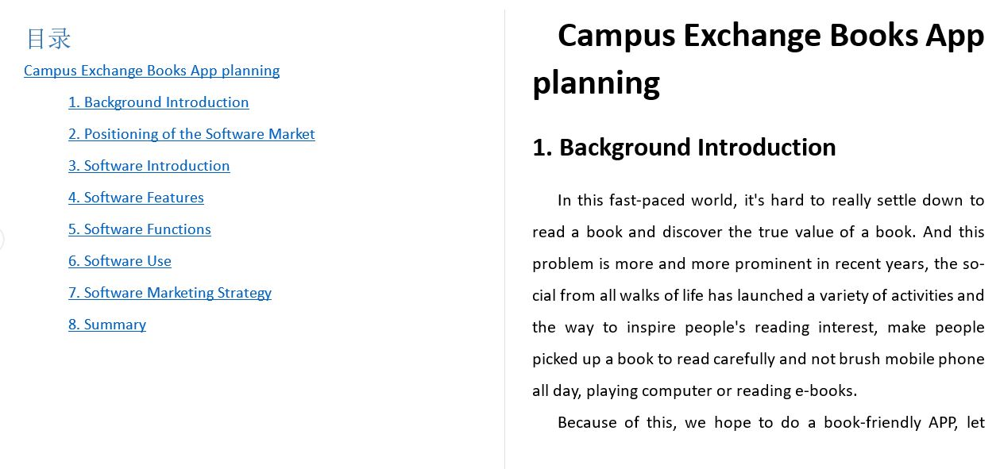 目录
Campus Exchange Books App planning
1. Background Introduction
2. Positioning of the Software Market
3. Software Introduction
4. Software Features
5. Software Functions
6. Software Use
7. Software Marketing Strategy
8. Summary
Campus Exchange Books App
planning
1. Background Introduction
In this fast-paced world, it's hard to really settle down to
read a book and discover the true value of a book. And this
problem is more and more prominent in recent years, the so-
cial from all walks of life has launched a variety of activities and
the way to inspire people's reading interest, make people
picked up a book to read carefully and not brush mobile phone
all day, playing computer or reading e-books.
Because of this, we hope to do a book-friendly APP, let